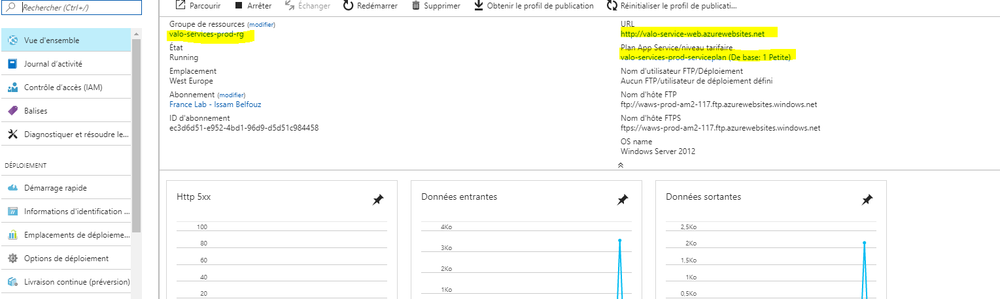 Rechercher (Ctrl+/)
Parcourir
Arrêter
Échanger
Redémarrer
Supprimer
Obtenir le profil de publication
Réinitialiser le profil de publicati...
Vue d'ensemble
Journal d'activité
Contrôle d'accès (IAM)
Balises
Diagnostiquer et résoudre le...
DÉPLOIEMENT
Démarrage rapide
Informations d'identification ...
Emplacements de déploieme...
Options de déploiement
Livraison continue (préversion)
Groupe de ressources (modifier)
valo-services-prod-rg
État
Running
Emplacement
West Europe
Abonnement (modifier)
France Lab - Issam Belfouz
ID d'abonnement
ec3d6d51-e952-4bd1-96d9-d5d51c984458
URL
http://valo-service-web.azurewebsites.net
Plan App Service/niveau tarifaire
valo-services-prod-serviceplan (De base: 1 Petite)
Nom d'utilisateur FTP/Déploiement
Aucun FTP/utilisateur de déploiement défini
Nom d'hôte FTP
ftp://waws-prod-am2-117.ftp.azurewebsites.windows.net
Nom d'hôte FTPS
ftps://waws-prod-am2-117.ftp.azurewebsites.windows.net
OS name
Windows Server 2012
Http 5xx
100
80
60
40
20
Données entrantes
4Ko
3Ko
2Ko
1Ko
Données sortantes
2,5Ko
2Ko
1,5Ko
1Ko
0,5Ko